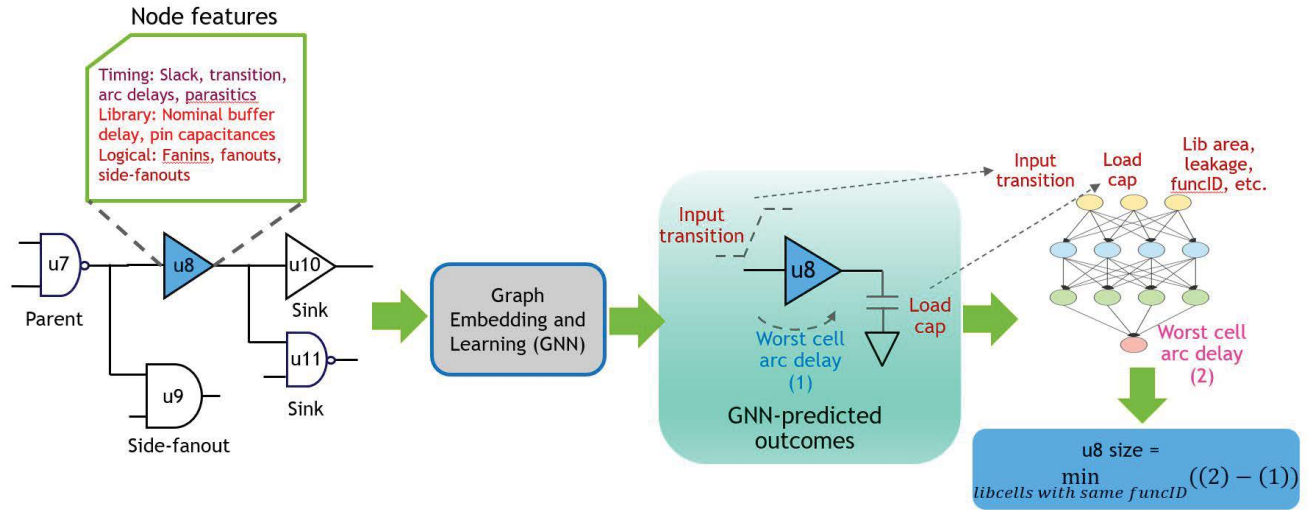 Node features
Timing: Slack, transition,
arc delays, parasitics
Library: Nominal buffer
delay, pin capacitances
Logical: Fanins, fanouts,
side-fanouts
u7
Parent
u8
u10
Sink
u11
Sink
u9
Side-fanout
Graph
Embedding and
Learning (GNN)
Input
transition
u8
Load
cap
Worst cell
arc delay
(1)
GNN-predicted
outcomes
Input
transition
Load
cap
Lib area,
leakage,
funcID, etc.
Worst cell
arc delay
(2)
u8 size =
min ((2) − (1))
libcells with same funcID